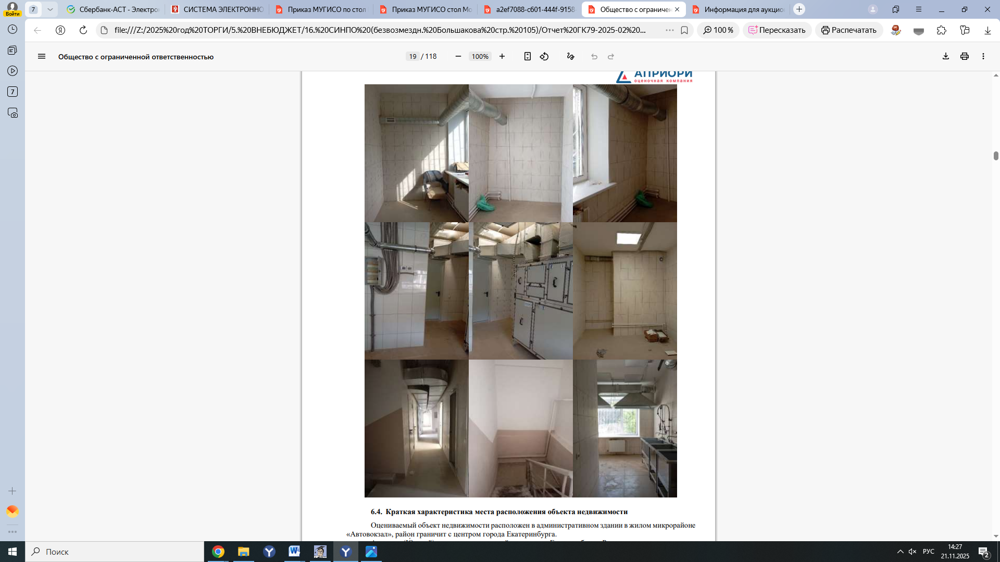 7
Сбербанк-АСТ - Электро
СИСТЕМА ЭЛЕКТРОННО
Приказ МУГИСО по стол
Приказ МУГИСО стол Мо
a2ef7088-c601-444f-9158-
Общество с ограничен
Информация для аукцио
Войти
file:///Z:/2025%20год%20ТОРГИ/5.%20ВНЕБЮДЖЕТ/16.%20СИНПО%20(безвозмездн.%20Большакова%20стр.%20105)/Отчет%20ГК79-2025-02%20...
100 %
Пересказать
Распечатать
Общество с ограниченной ответственностью
19 / 118
100%
7
АПРИОРИ
оценочная компания
6.4. Краткая характеристика места расположения объекта недвижимости
Оцениваемый объект недвижимости расположен в административном здании в жилом микрорайоне
«Автовокзал», район граничит с центром города Екатеринбурга.
Поиск
РУС
14:27
21.11.2025
2